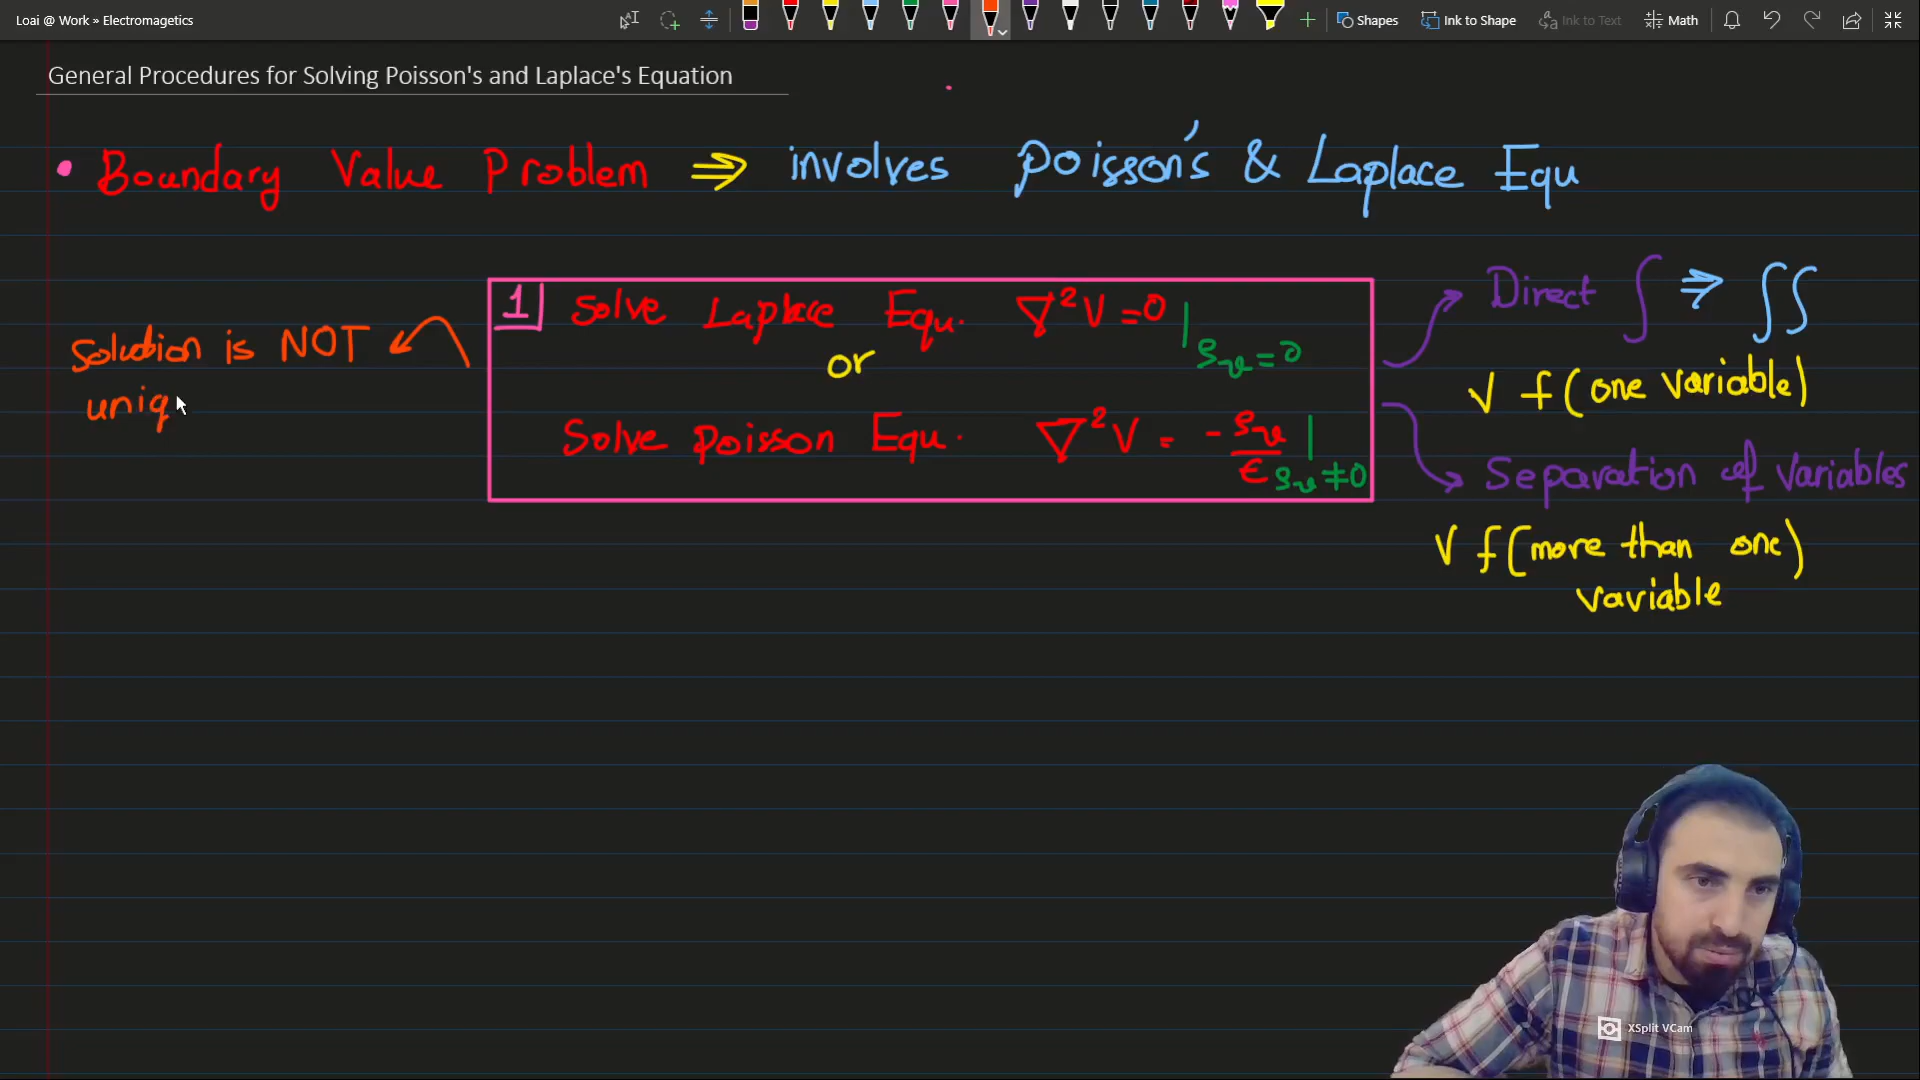 Loai @ Work » Electromagetics
Shapes
Ink to Shape
Ink to Text
Math
General Procedures for Solving Poisson's and Laplace's Equation
• Boundary Value Problem ⇒ involves Poisson's & Laplace Equ
1 Solve Laplace Equ. ∇²V = 0 |ρᵥ = 0
or
Solve poisson Equ. ∇²V = - ρᵥ/ε |ρᵥ ≠ 0
Solution is NOT
uniq
Direct ∫ ⇒ ∬
V f (one variable)
Separation of variables
V f (more than one)
variable
XSplit VCam